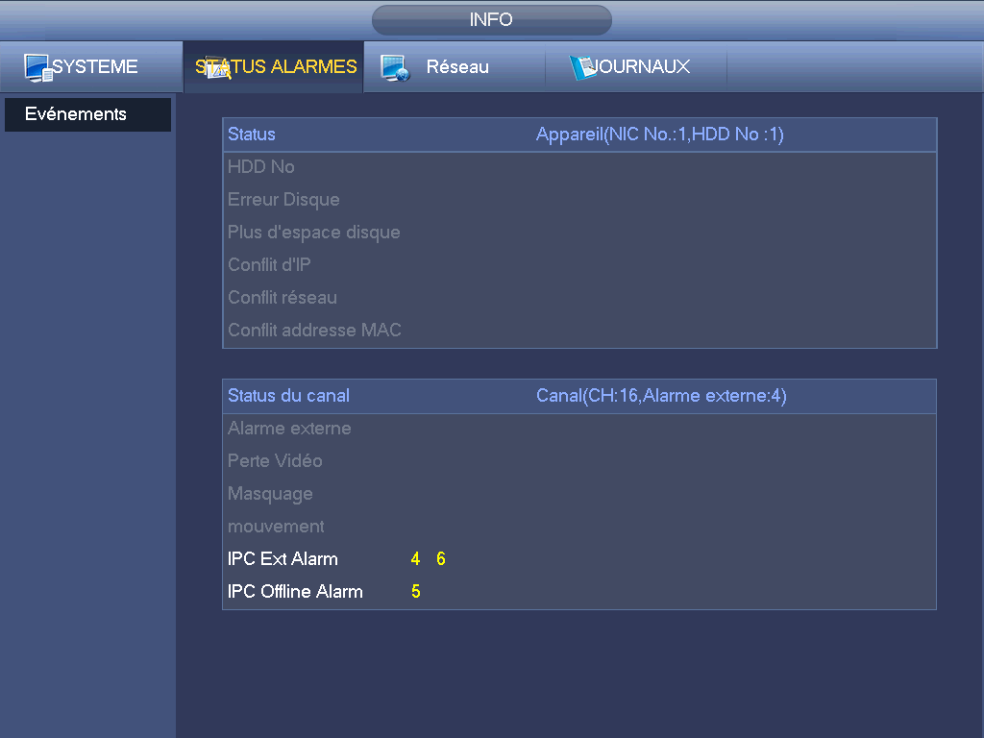 INFO
SYSTEME STATUS ALARMES Réseau JOURNAUX
Evénements
Status Appareil(NIC No.:1,HDD No :1)
HDD No
Erreur Disque
Plus d'espace disque
Conflit d'IP
Conflit réseau
Conflit addresse MAC
Status du canal Canal(CH:16,Alarme externe:4)
Alarme externe
Perte Vidéo
Masquage
mouvement
IPC Ext Alarm 4 6
IPC Offline Alarm 5